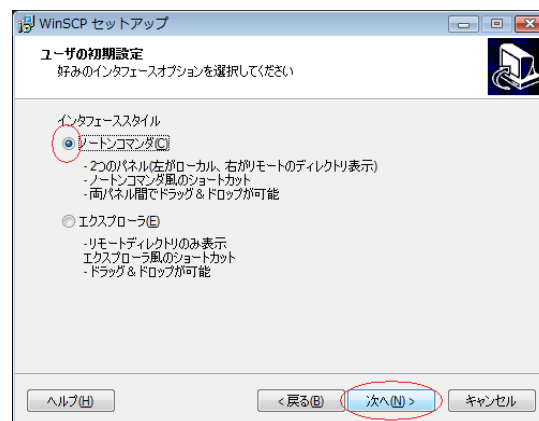 WinSCP セットアップ
ユーザの初期設定
好みのインタフェースオプションを選択してください
インタフェーススタイル
ノートンコマンダ(C)
- 2つのパネル(左がローカル、右がリモートのディレクトリ表示)
- ノートンコマンダ風のショートカット
- 両パネル間でドラッグ & ドロップが可能
エクスプローラ(E)
- リモートディレクトリのみ表示
エクスプローラ風のショートカット
- ドラッグ & ドロップが可能
ヘルプ(H)
< 戻る(B)
次へ(N) >
キャンセル